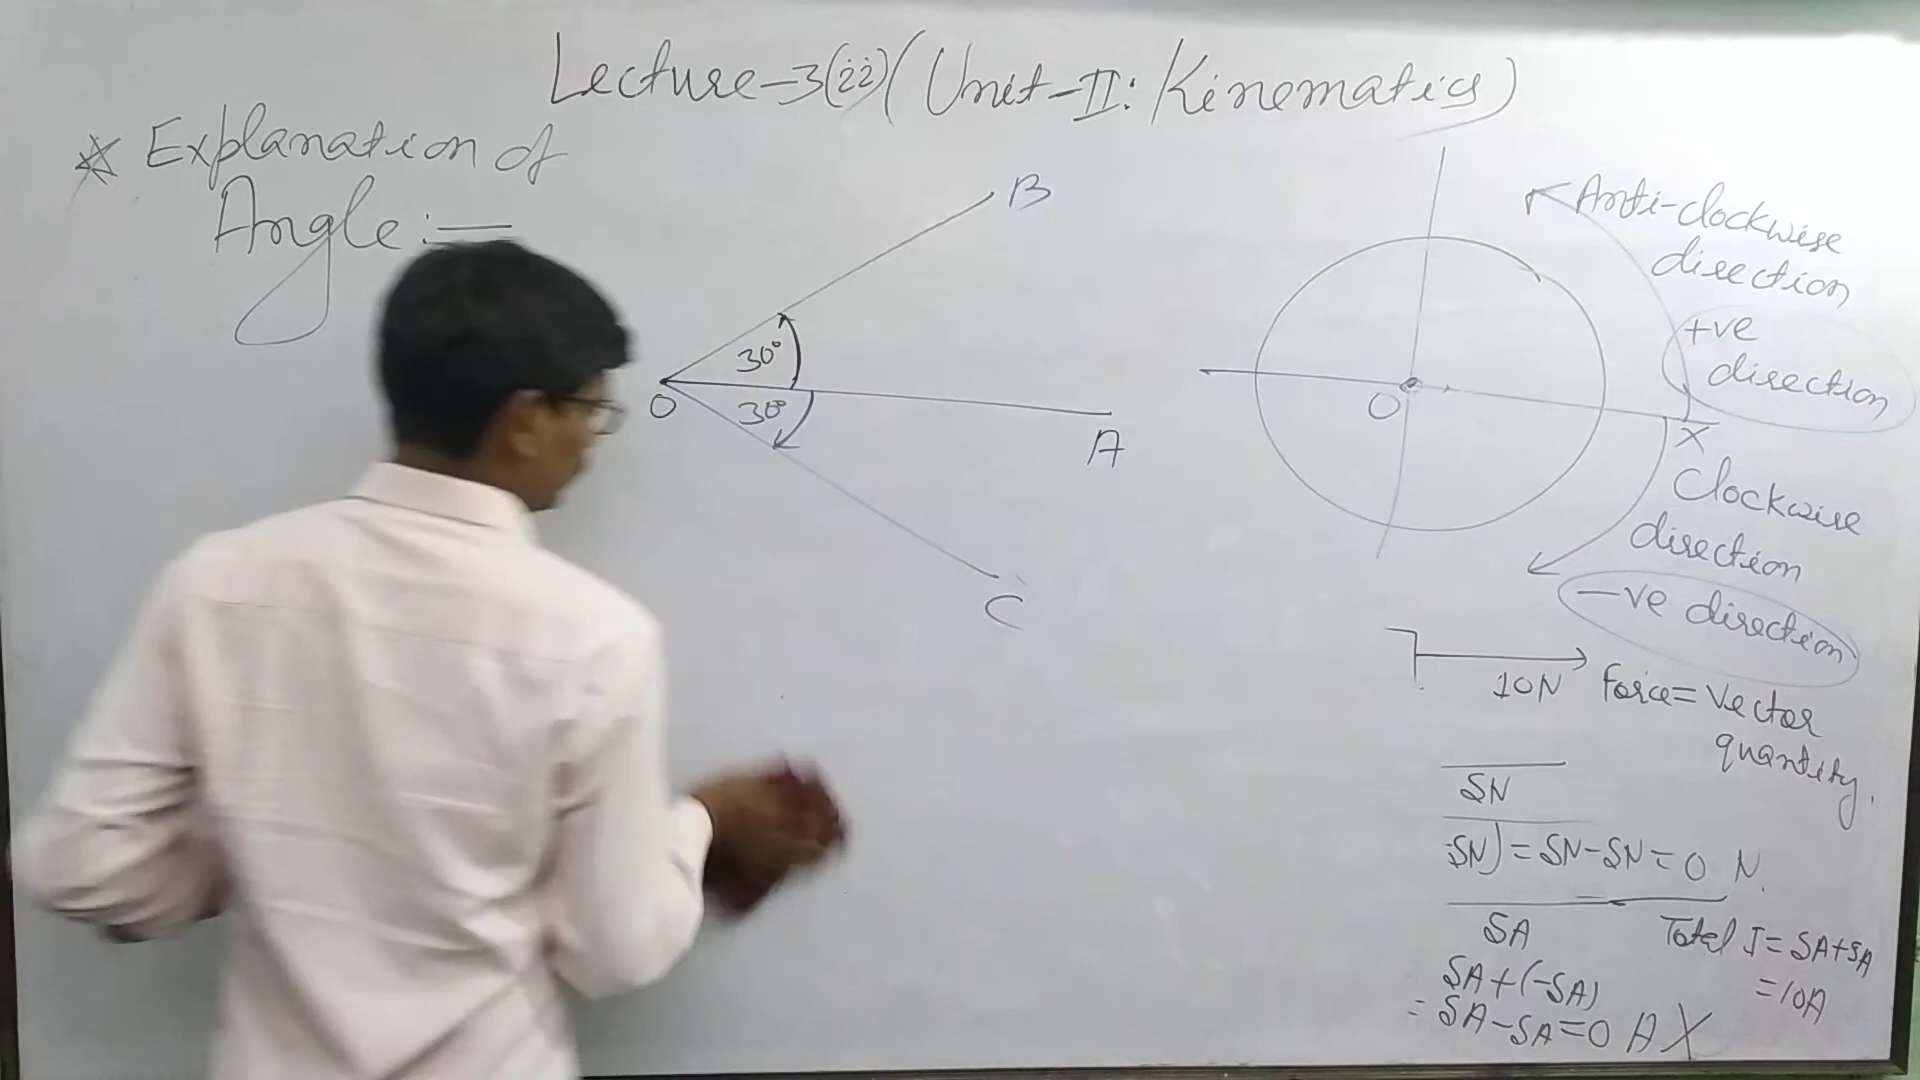 Lecture-3(ii)(Unit-II: Kinematics)
* Explanation of
Angle:—
B
30°
O
30°
A
C
Anti-clockwise
direction
+ve
direction
O
X
Clockwise
direction
-ve direction
10N
Force = Vector
quantity.
5N
5N) = 5N-5N = 0 N.
5A
Total I = 5A+5A
= 10A
5A+(-5A)
= 5A-5A=0 A X